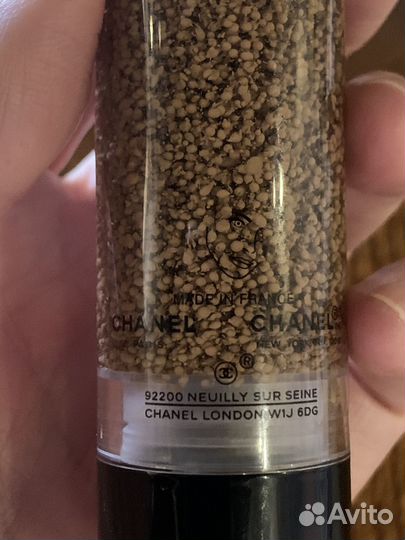 MADE IN FRANCE
CHANEL CHANEL®
PARIS NEW YORK
®
92200 NEUILLY SUR SEINE
CHANEL LONDON W1J 6DG
Avito